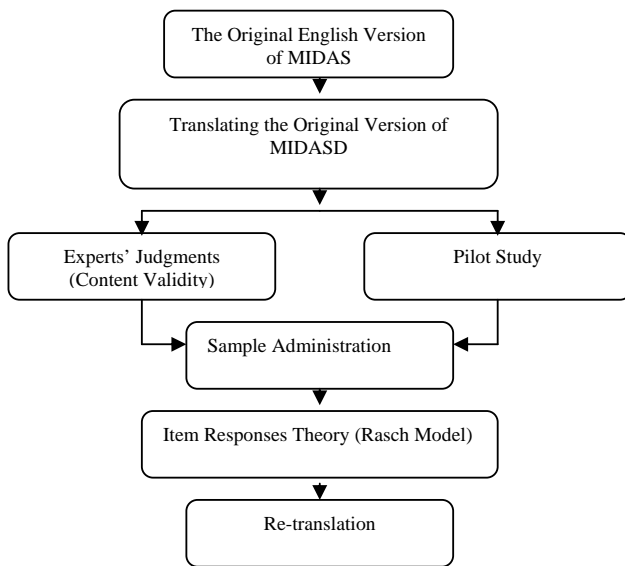 The Original English Version
of MIDAS
Translating the Original Version of
MIDASD
Experts’ Judgments
(Content Validity)
Pilot Study
Sample Administration
Item Responses Theory (Rasch Model)
Re-translation